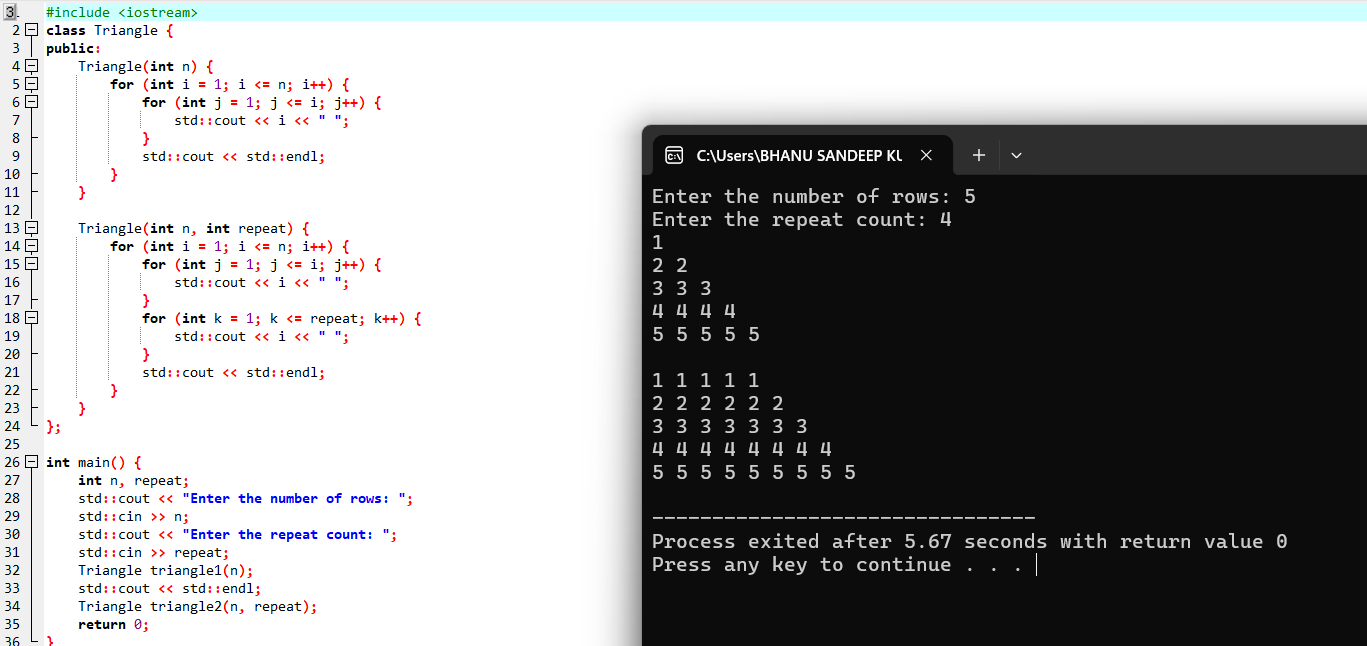 3.
#include <iostream>
2 class Triangle {
3 public:
4 Triangle(int n) {
5 for (int i = 1; i <= n; i++) {
6 for (int j = 1; j <= i; j++) {
7 std::cout << i << " ";
8 }
9 std::cout << std::endl;
10 }
11 }
12
13 Triangle(int n, int repeat) {
14 for (int i = 1; i <= n; i++) {
15 for (int j = 1; j <= i; j++) {
16 std::cout << i << " ";
17 }
18 for (int k = 1; k <= repeat; k++) {
19 std::cout << i << " ";
20 }
21 std::cout << std::endl;
22 }
23 }
24 };
25
26 int main() {
27 int n, repeat;
28 std::cout << "Enter the number of rows: ";
29 std::cin >> n;
30 std::cout << "Enter the repeat count: ";
31 std::cin >> repeat;
32 Triangle triangle1(n);
33 std::cout << std::endl;
34 Triangle triangle2(n, repeat);
35 return 0;
36 }
C:\Users\BHANU SANDEEP KU
Enter the number of rows: 5
Enter the repeat count: 4
1
2 2
3 3 3
4 4 4 4
5 5 5 5 5

1 1 1 1 1
2 2 2 2 2 2
3 3 3 3 3 3 3
4 4 4 4 4 4 4 4
5 5 5 5 5 5 5 5 5

--------------------------------
Process exited after 5.67 seconds with return value 0
Press any key to continue . . .